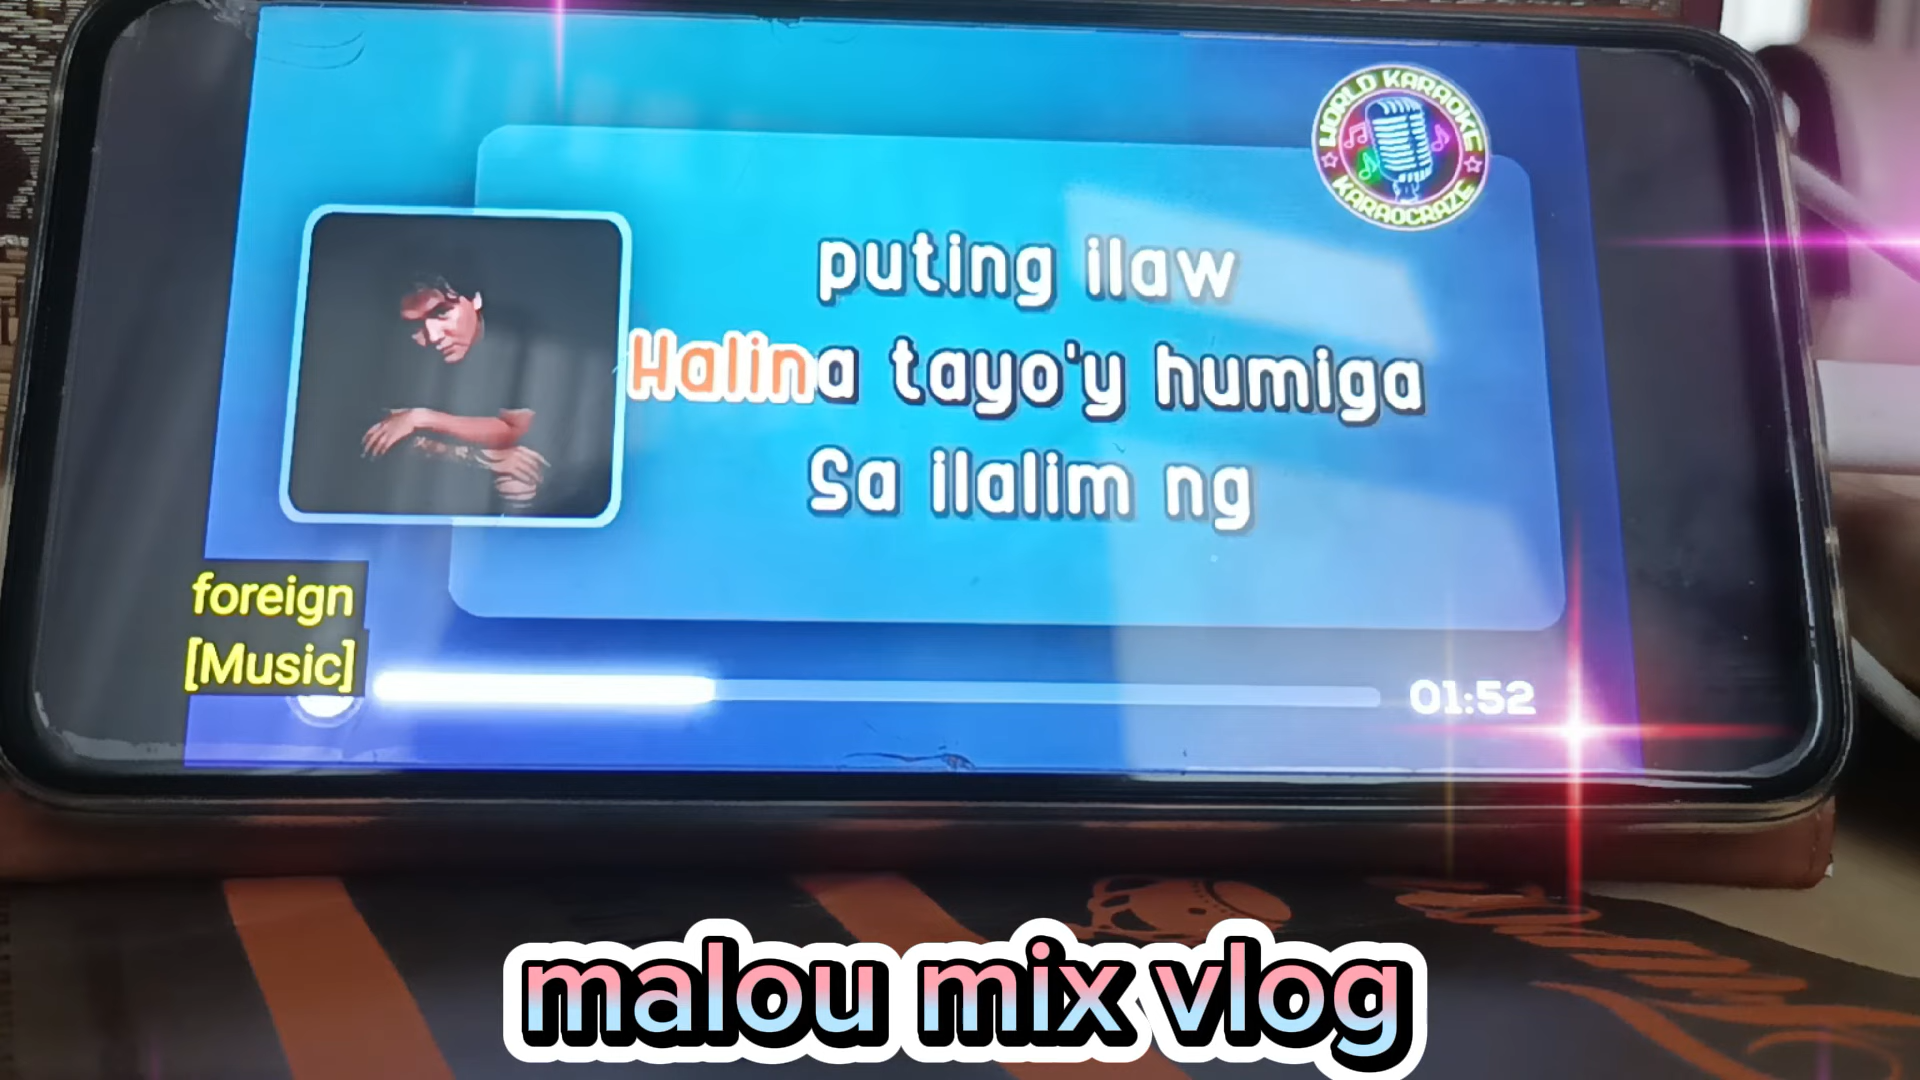 WORLD KARAOKE
KARAOCRAZE
puting ilaw
Halina tayo'y humiga
Sa ilalim ng
foreign
[Music]
01:52
malou mix vlog